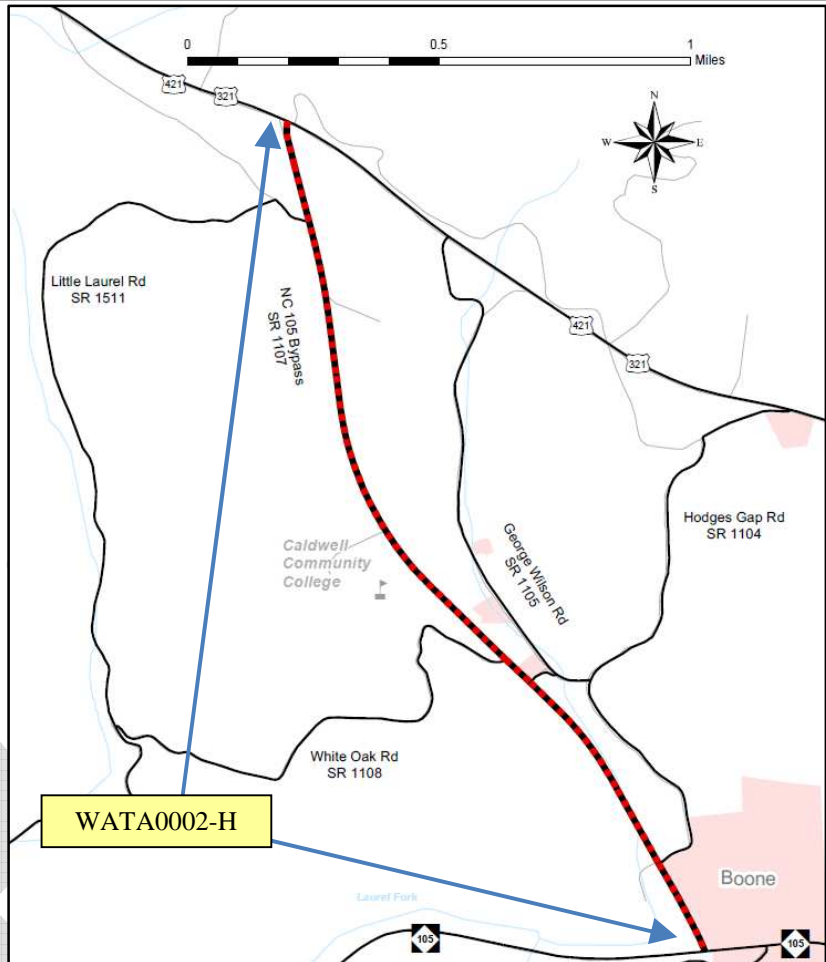 0 0.5 1
Miles
421
321
N
W E
S
Little Laurel Rd
SR 1511
NC 105 Bypass
SR 1107
421
321
Hodges Gap Rd
SR 1104
George Wilson Rd
SR 1105
Caldwell
Community
College
White Oak Rd
SR 1108
WATA0002-H
Boone
Laurel Fork
105
105